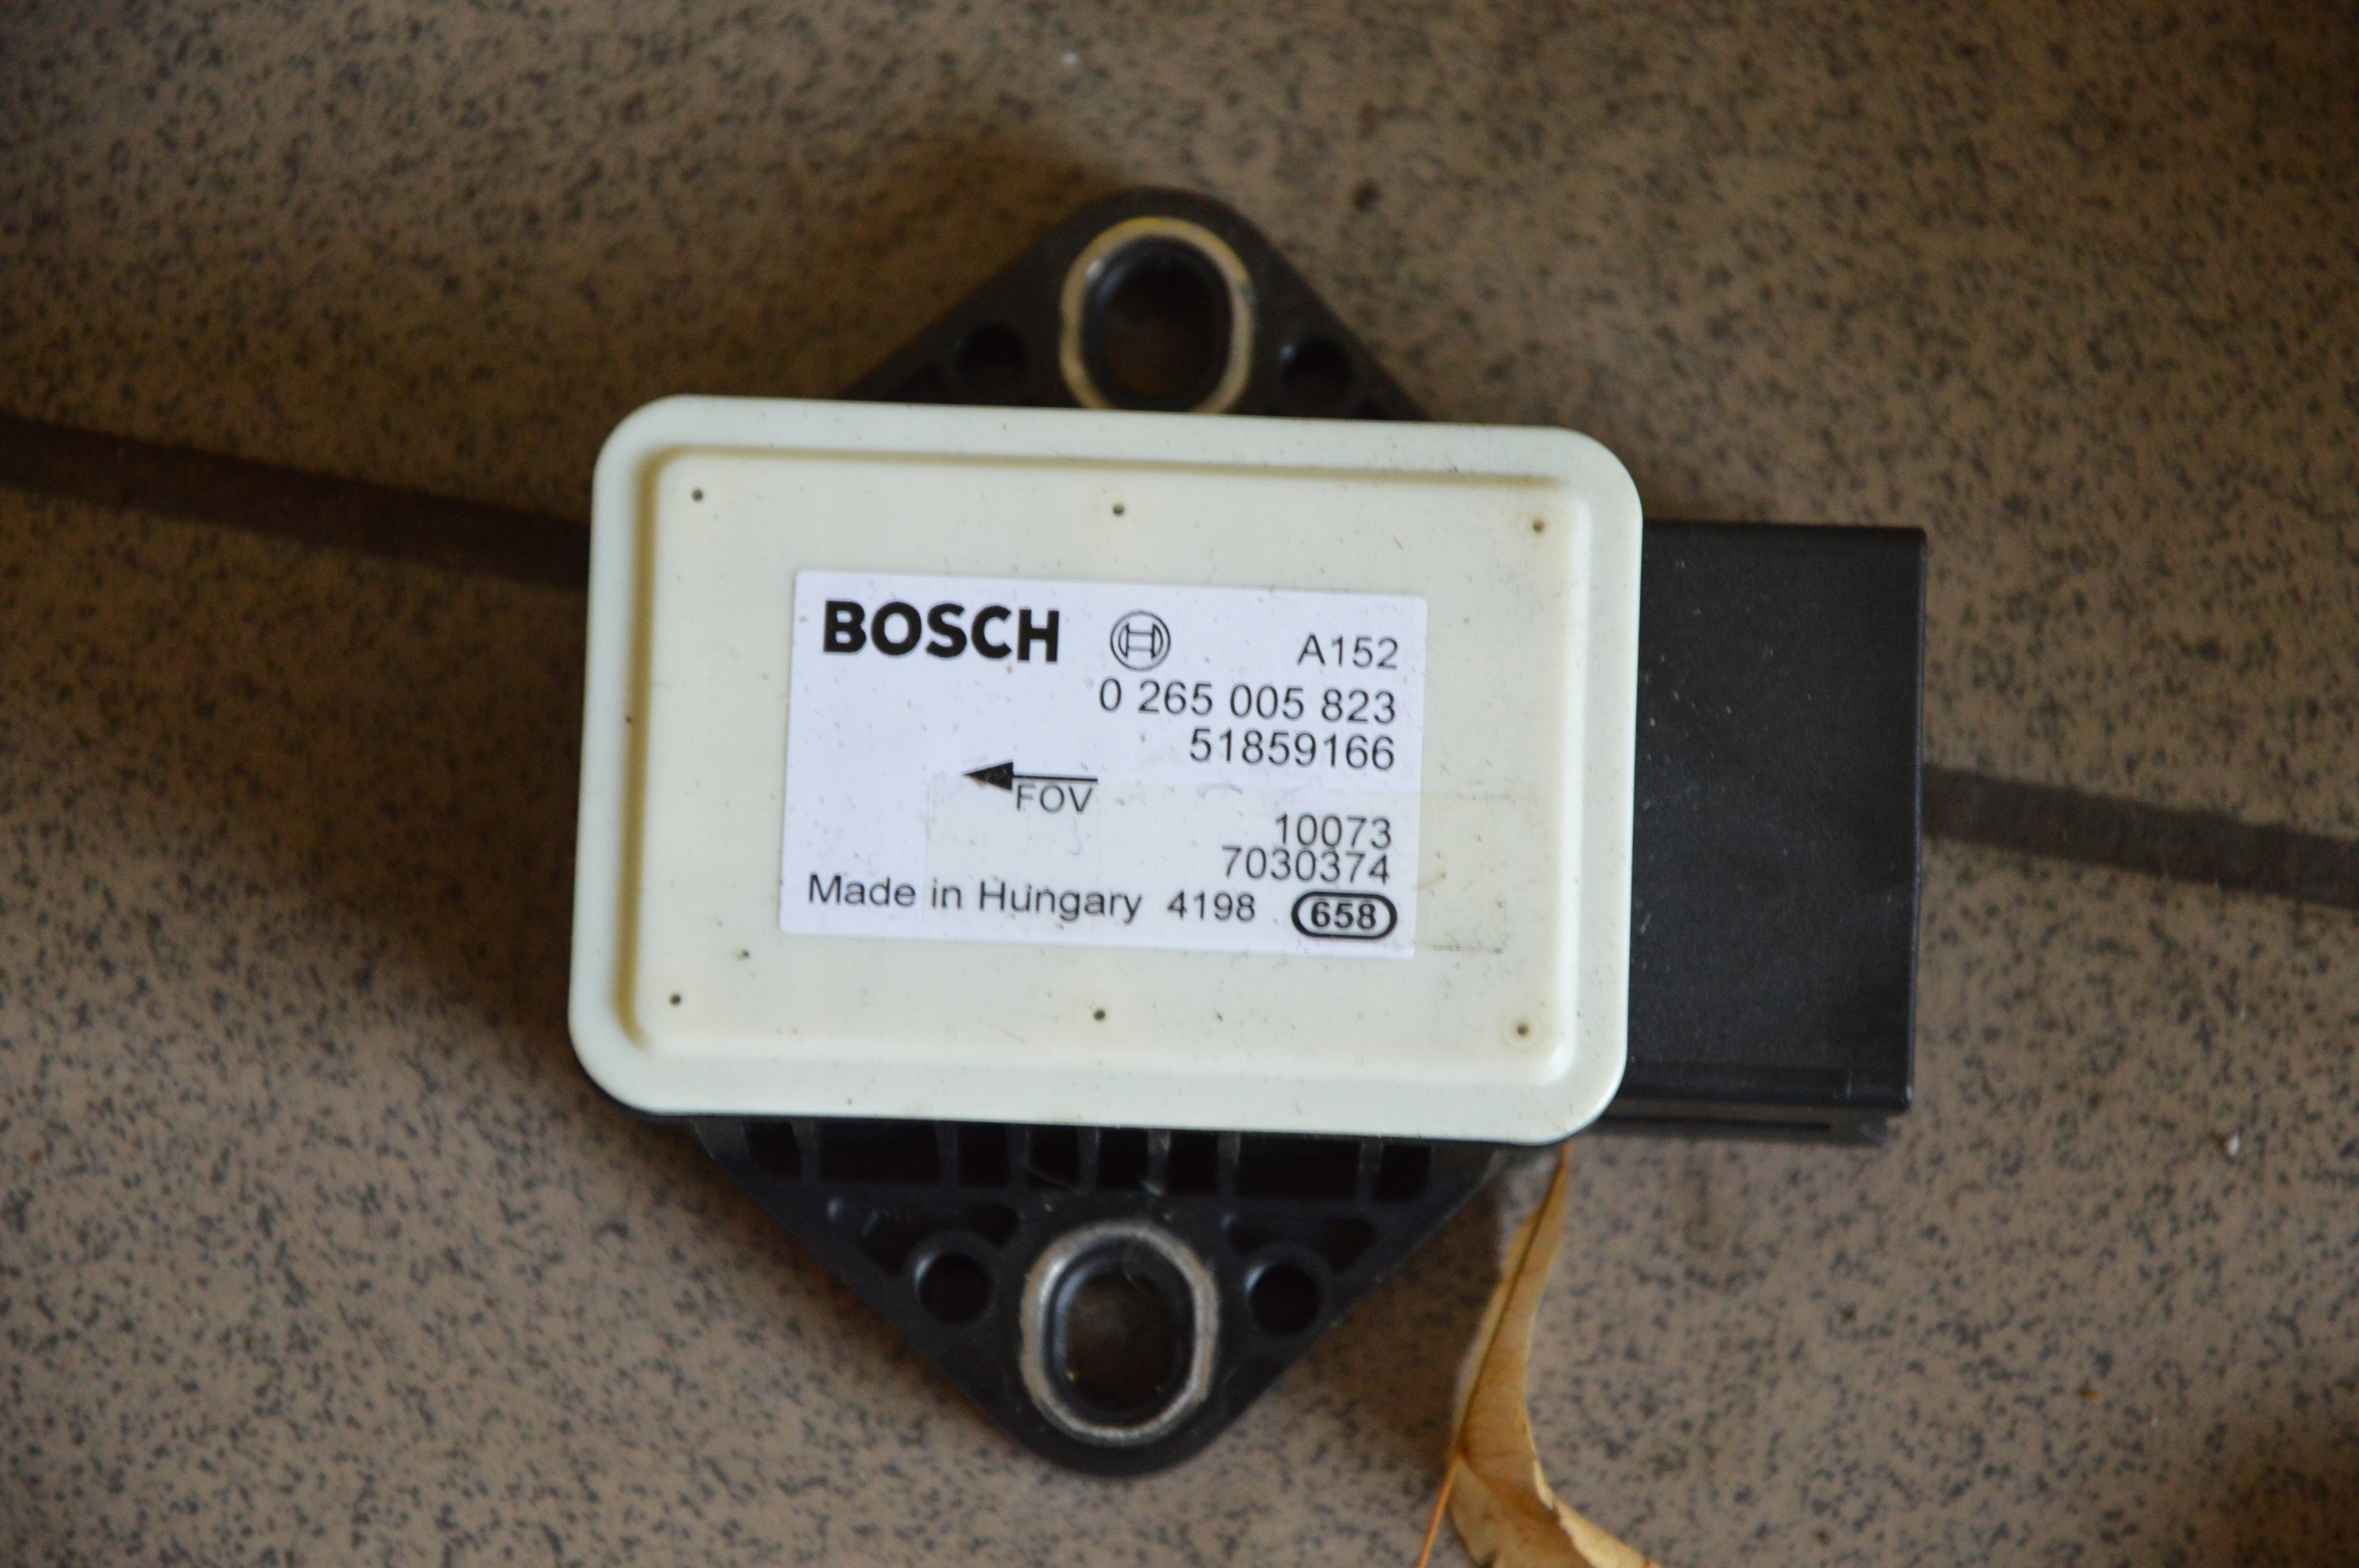 BOSCH A152
0 265 005 823
51859166
FOV
10073
7030374
Made in Hungary 4198 658